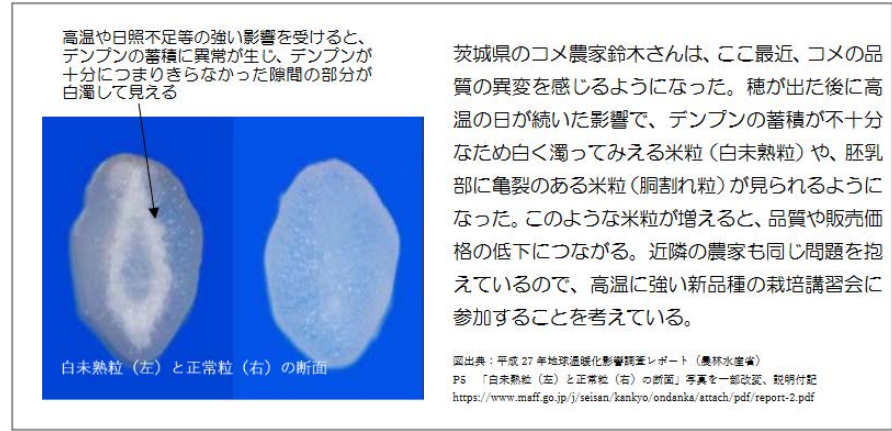 高温や日照不足等の強い影響を受けると、
デンプンの蓄積に異常が生じ、デンプンが
十分につまりきらなかった隙間の部分が
白濁して見える
白未熟粒（左）と正常粒（右）の断面
茨城県のコメ農家鈴木さんは、ここ最近、コメの品
質の異変を感じるようになった。穂が出た後に高
温の日が続いた影響で、デンプンの蓄積が不十分
なため白く濁ってみえる米粒（白未熟粒）や、胚乳
部に亀裂のある米粒（胴割れ粒）が見られるように
なった。このような米粒が増えると、品質や販売価
格の低下につながる。近隣の農家も同じ問題を抱
えているので、高温に強い新品種の栽培講習会に
参加することを考えている。
図出典：平成 27 年地球温暖化影響調査レポート（農林水産省）
P5　「白未熟粒（左）と正常粒（右）の断面」写真を一部改変、説明付記
https://www.maff.go.jp/j/seisan/kankyo/ondanka/attach/pdf/report-2.pdf